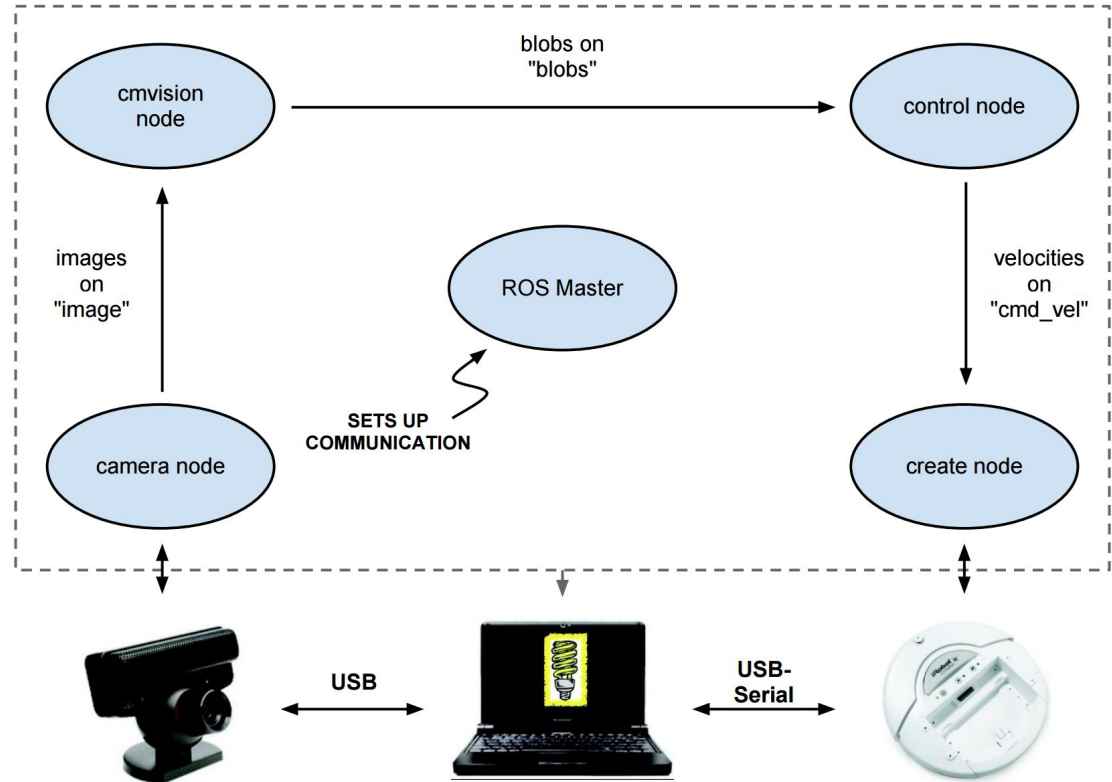 blobs on
"blobs"
cmvision
node
control node
images
on
"image"
ROS Master
velocities
on
"cmd_vel"
SETS UP
COMMUNICATION
camera node
create node
USB
USB-
Serial
iRobot